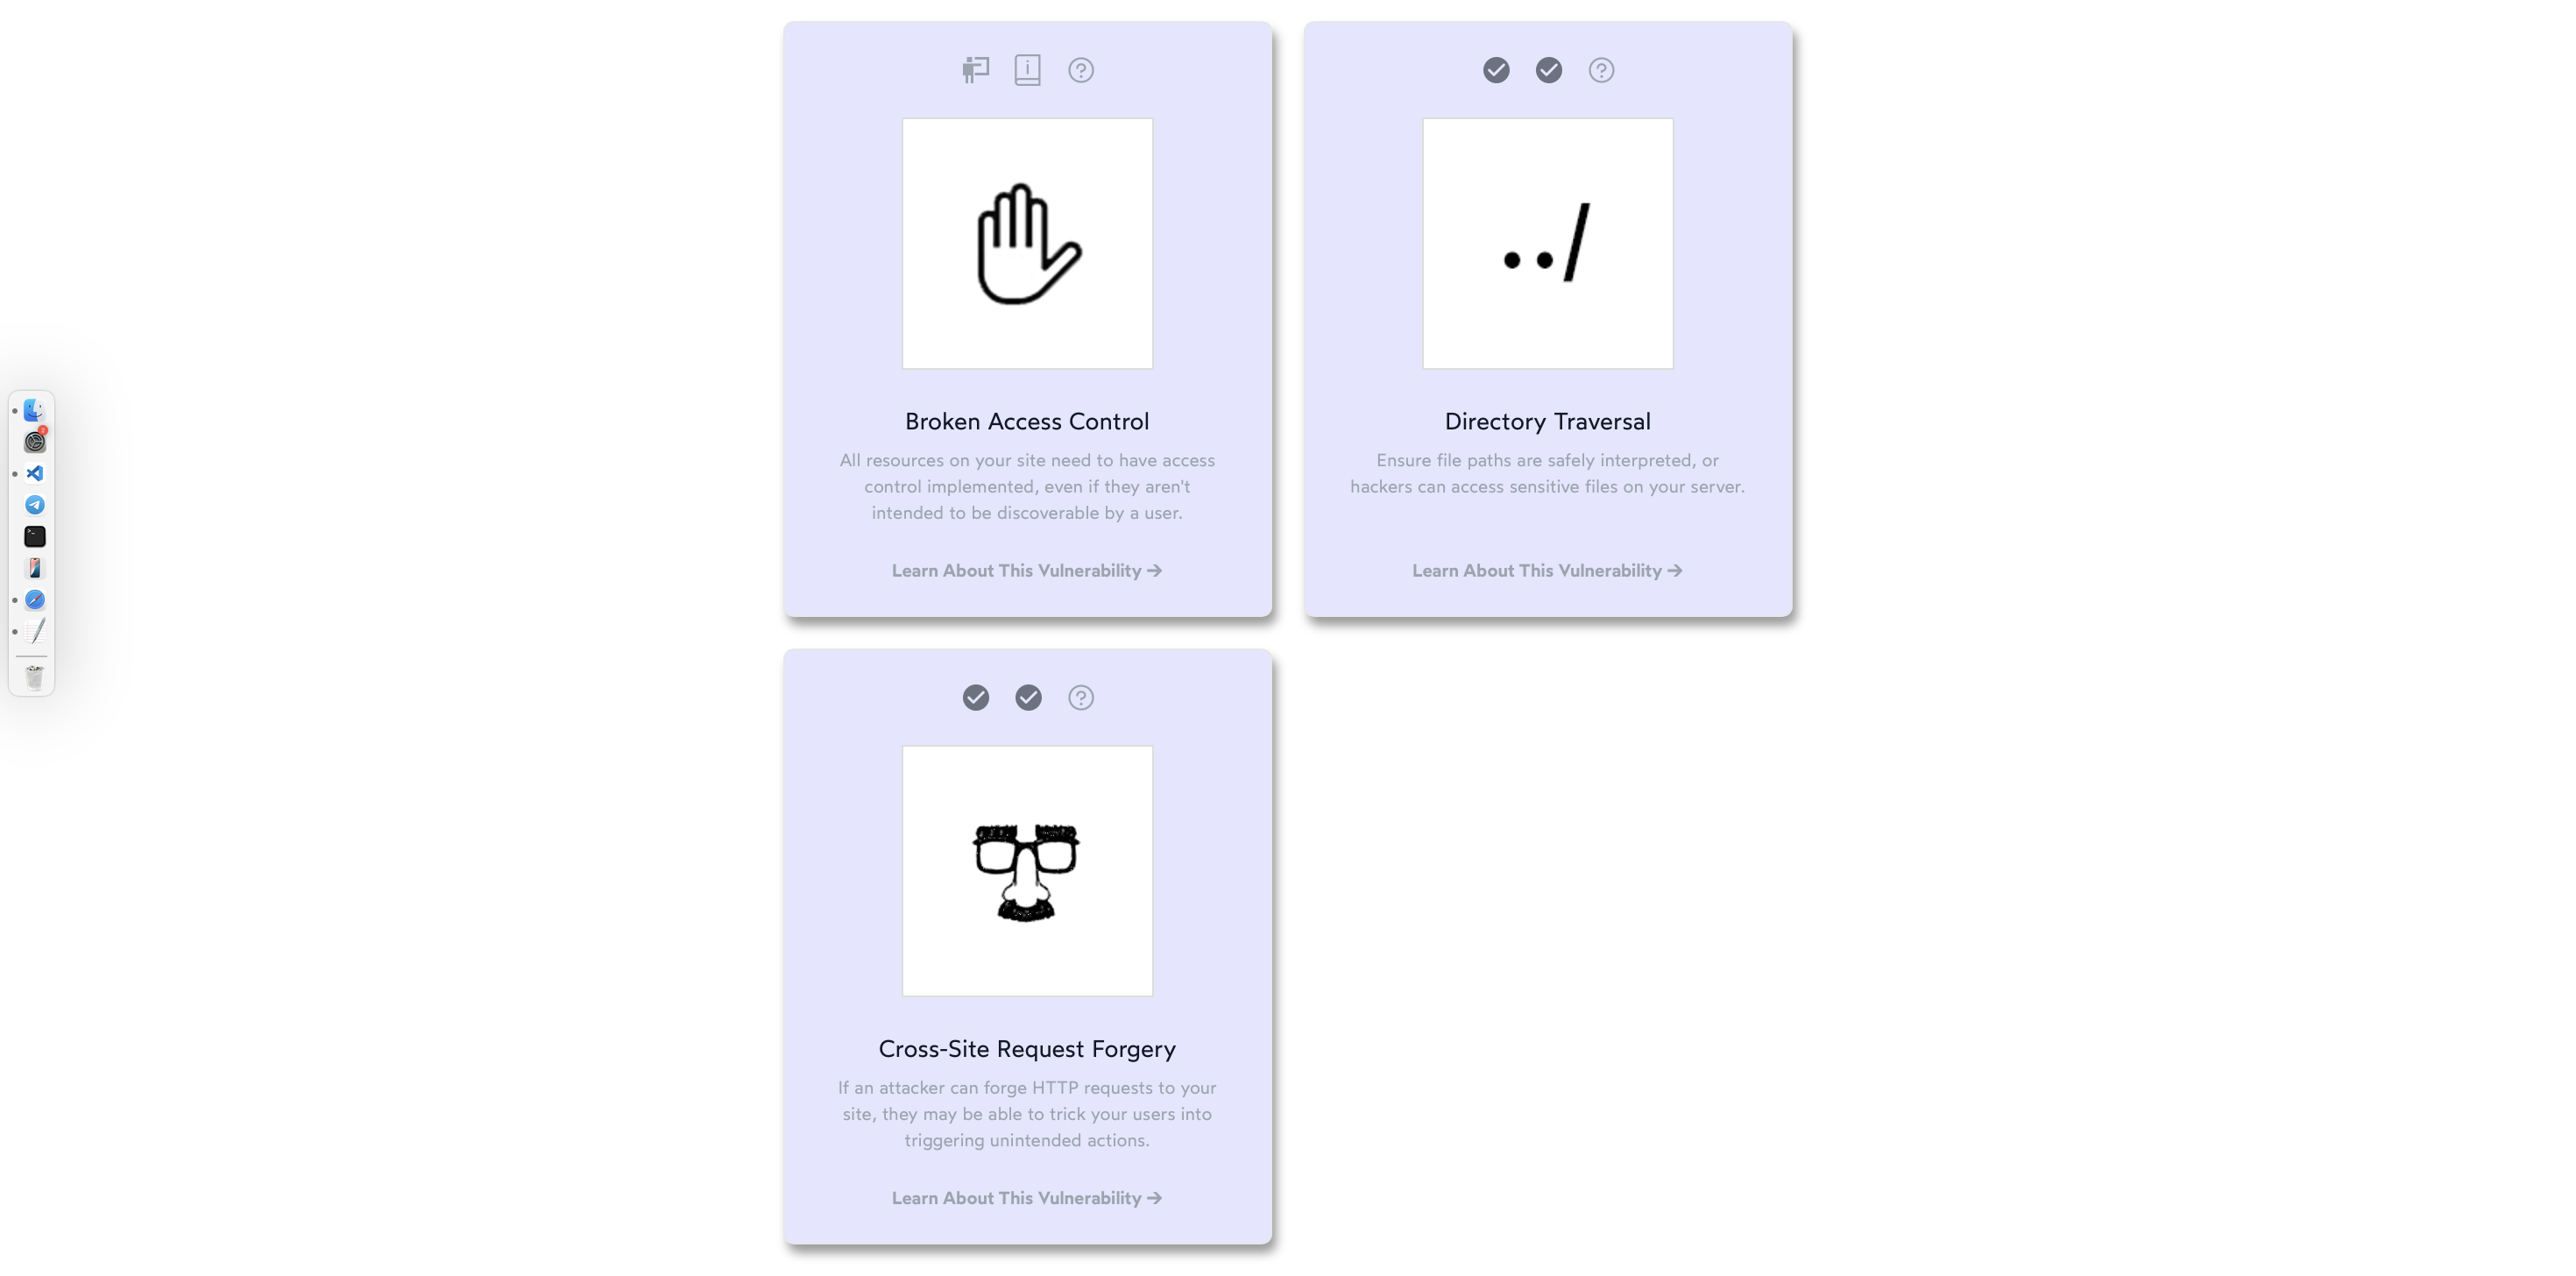 Broken Access Control
All resources on your site need to have access
control implemented, even if they aren't
intended to be discoverable by a user.
Learn About This Vulnerability →
../
Directory Traversal
Ensure file paths are safely interpreted, or
hackers can access sensitive files on your server.
Learn About This Vulnerability →
Cross-Site Request Forgery
If an attacker can forge HTTP requests to your
site, they may be able to trick your users into
triggering unintended actions.
Learn About This Vulnerability →